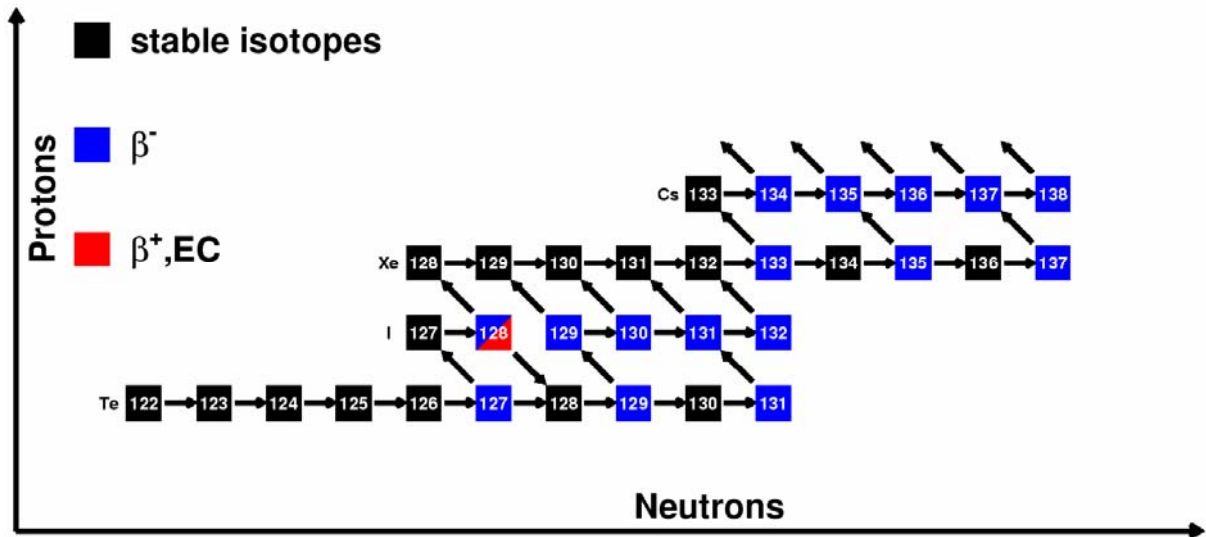 stable isotopes
β-
β+,EC
Protons
Cs 133 134 135 136 137 138
Xe 128 129 130 131 132 133 134 135 136 137
I 127 128 129 130 131 132
Te 122 123 124 125 126 127 128 129 130 131
Neutrons